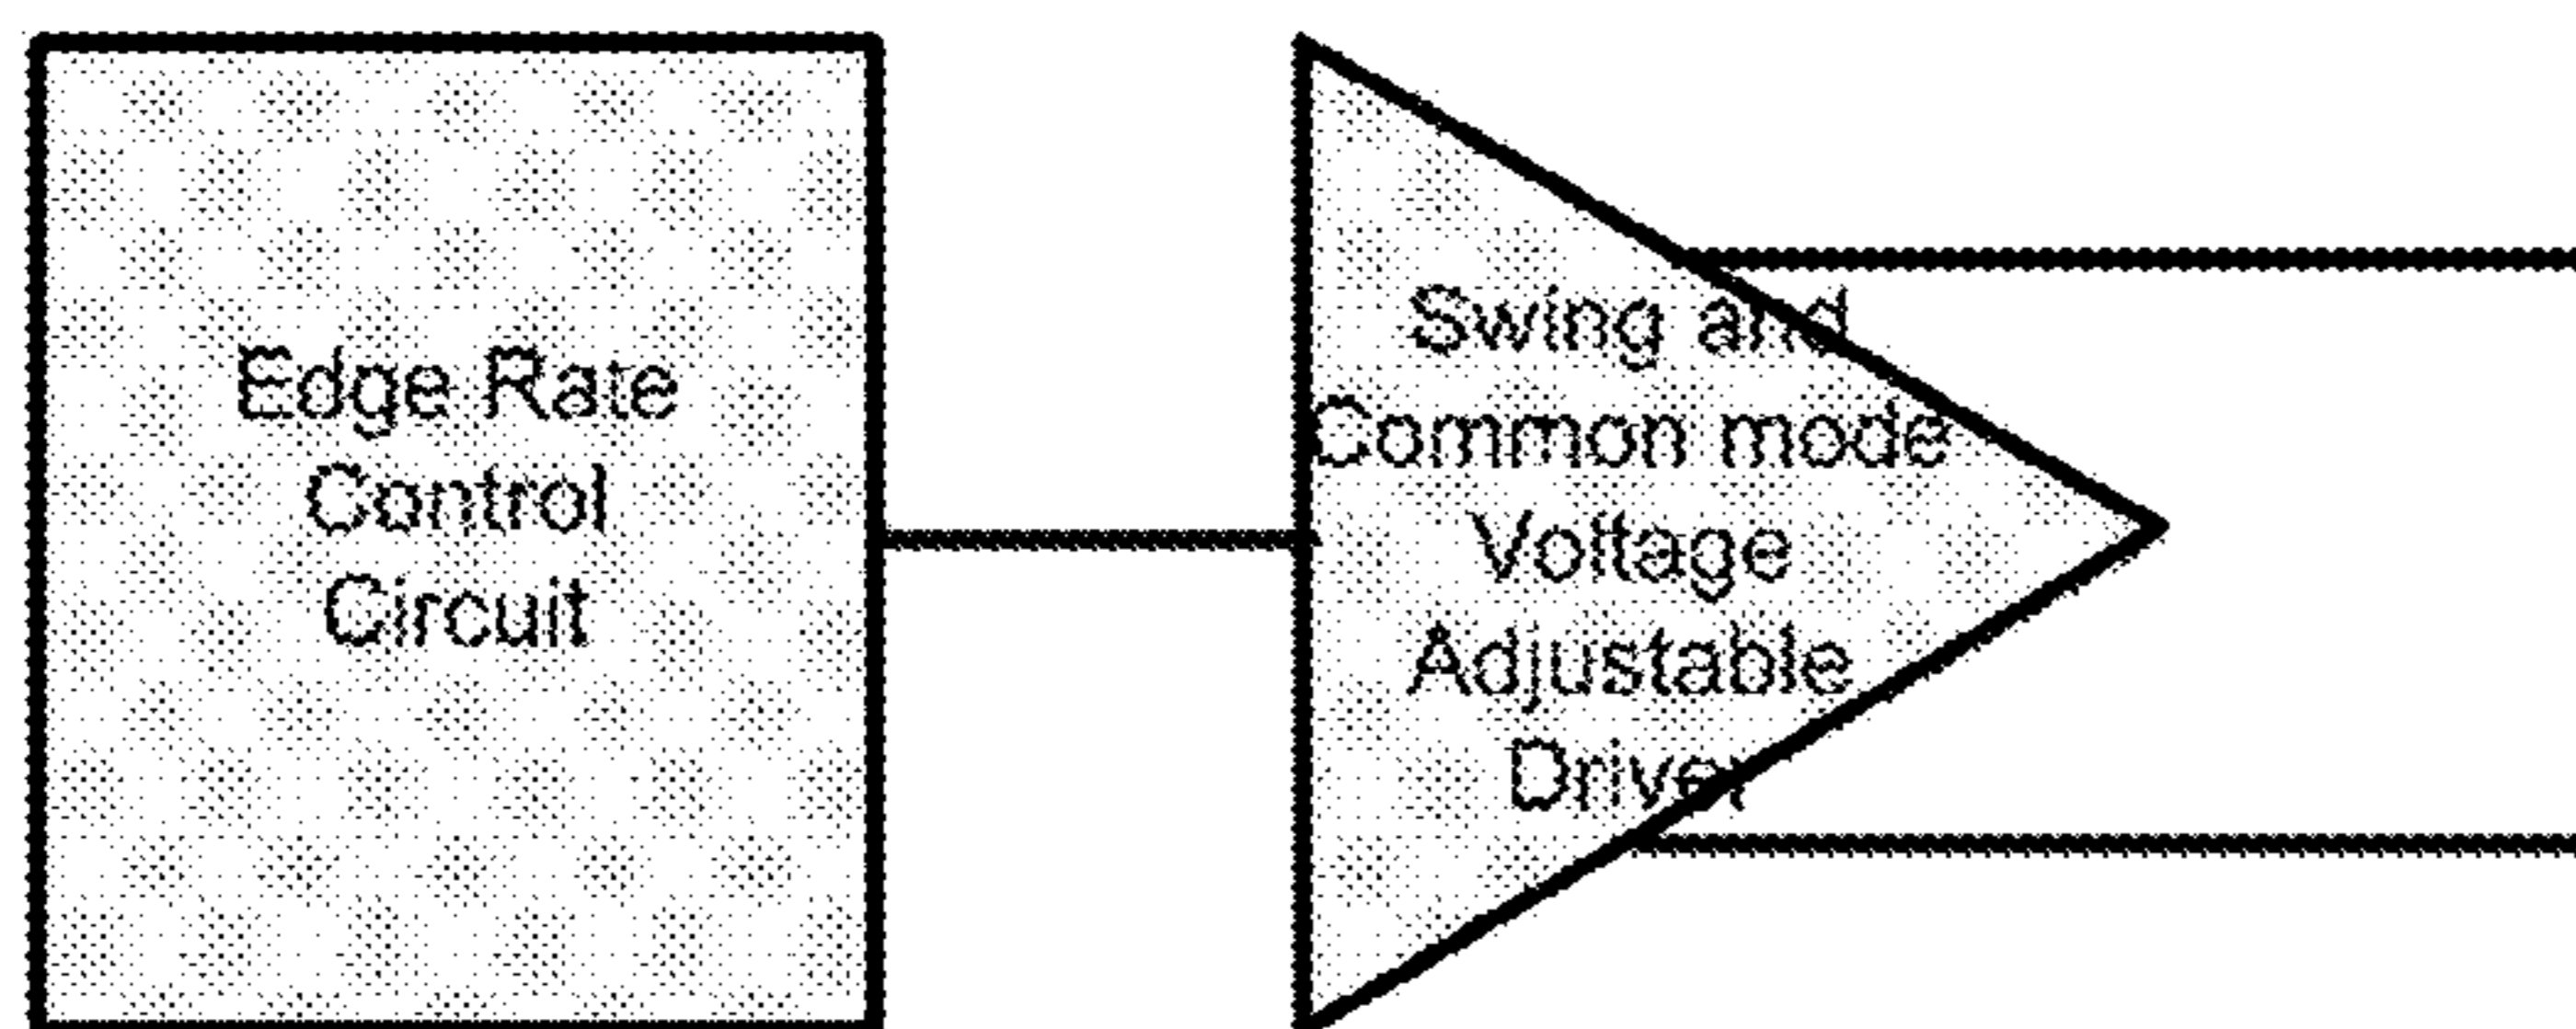 Edge Rate
Control
Circuit
Swing and
Common mode
Voltage
Adjustable
Driver